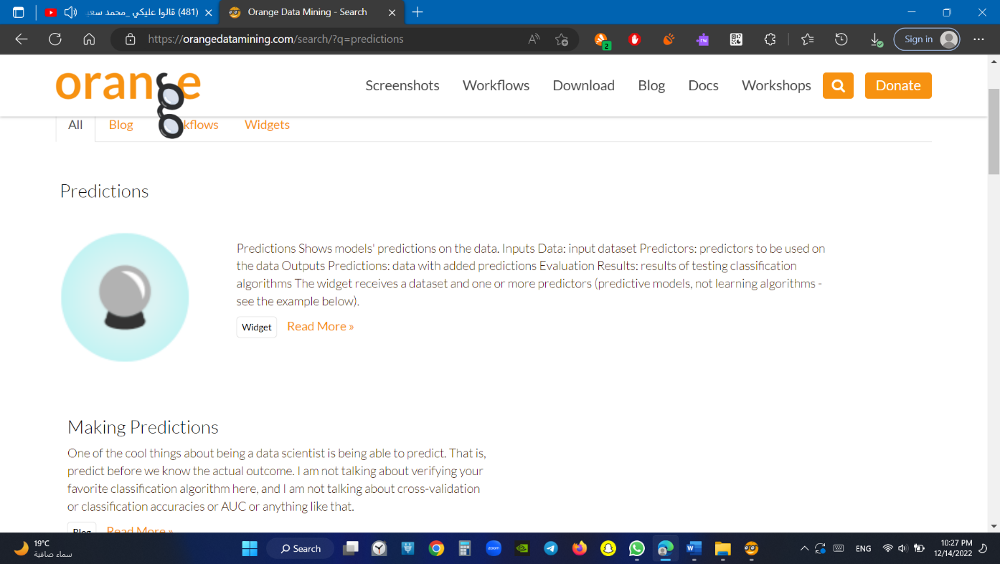 (481) قالوا عليكي _محمد سعيد
Orange Data Mining - Search
https://orangedatamining.com/search/?q=predictions
2
rw
Sign in
orange
Screenshots
Workflows
Download
Blog
Docs
Workshops
Donate
All
Blog
kflows
Widgets
Predictions
Predictions Shows models' predictions on the data. Inputs Data: input dataset Predictors: predictors to be used on
the data Outputs Predictions: data with added predictions Evaluation Results: results of testing classification
algorithms The widget receives a dataset and one or more predictors (predictive models, not learning algorithms -
see the example below).
Widget
Read More »
Making Predictions
One of the cool things about being a data scientist is being able to predict. That is,
predict before we know the actual outcome. I am not talking about verifying your
favorite classification algorithm here, and I am not talking about cross-validation
or classification accuracies or AUC or anything like that.
Blog
Read More »
19°C
سماء صافية
Search
zoom
W
ENG
10:27 PM
12/14/2022